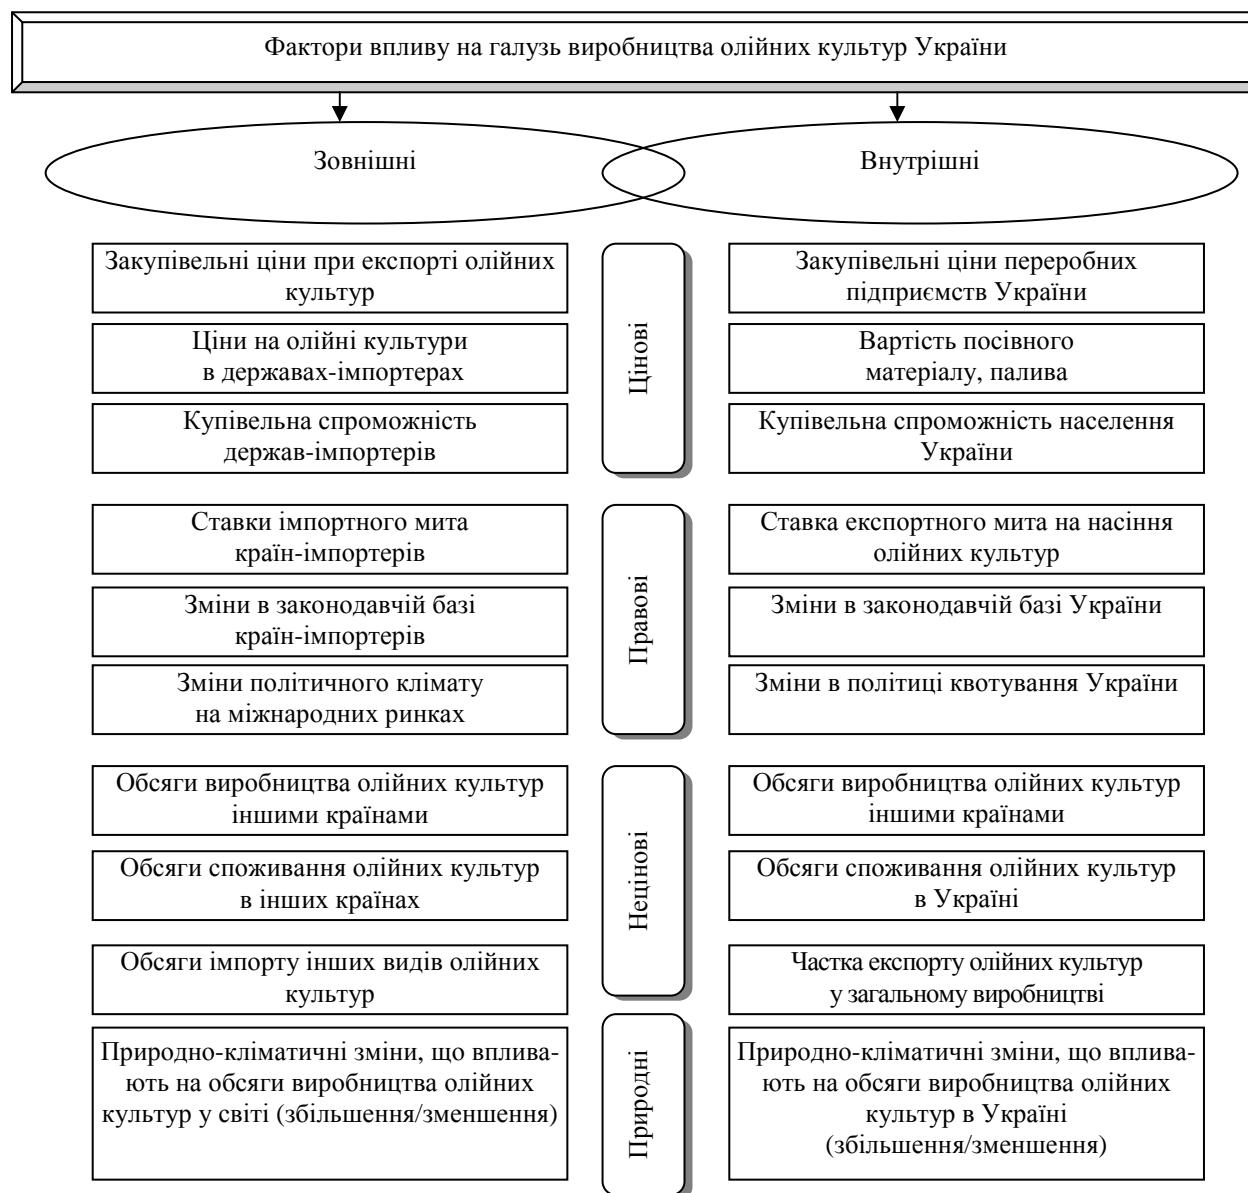 Фактори впливу на галузь виробництва олійних культур України
Зовнішні
Внутрішні
Закупівельні ціни при експорті олійних
культур
Ціни на олійні культури
в державах-імпортерах
Купівельна спроможність
держав-імпортерів
Цінові
Закупівельні ціни переробних
підприємств України
Вартість посівного
матеріалу, палива
Купівельна спроможність населення
України
Ставки імпортного мита
країн-імпортерів
Зміни в законодавчій базі
країн-імпортерів
Зміни політичного клімату
на міжнародних ринках
Правові
Ставка експортного мита на насіння
олійних культур
Зміни в законодавчій базі України
Зміни в політиці квотування України
Обсяги виробництва олійних культур
іншими країнами
Обсяги споживання олійних культур
в інших країнах
Обсяги імпорту інших видів олійних
культур
Нецінові
Обсяги виробництва олійних культур
іншими країнами
Обсяги споживання олійних культур
в Україні
Частка експорту олійних культур
у загальному виробництві
Природно-кліматичні зміни, що вплива-
ють на обсяги виробництва олійних
культур у світі (збільшення/зменшення)
Природні
Природно-кліматичні зміни, що вплива-
ють на обсяги виробництва олійних
культур в Україні
(збільшення/зменшення)